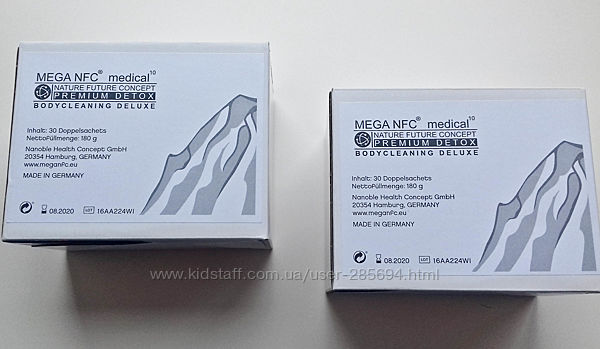 MEGA NFC® medical¹⁰
NATURE FUTURE CONCEPT
PREMIUM DETOX
BODYCLEANING DELUXE
Inhalt: 30 Doppelsachets
NettoFüllmenge: 180 g
Nanoble Health Concept GmbH
20354 Hamburg, GERMANY
www.meganFc.eu
MADE IN GERMANY
08.2020 LOT 16AA224WI
MEGA NFC® medical¹⁰
NATURE FUTURE CONCEPT
PREMIUM DETOX
BODYCLEANING DELUXE
Inhalt: 30 Doppelsachets
NettoFüllmenge: 180 g
Nanoble Health Concept GmbH
20354 Hamburg, GERMANY
www.meganFc.eu
MADE IN GERMANY
08.2020 LOT 16AA224WI
www.kidstaff.com.ua/user-285694.html